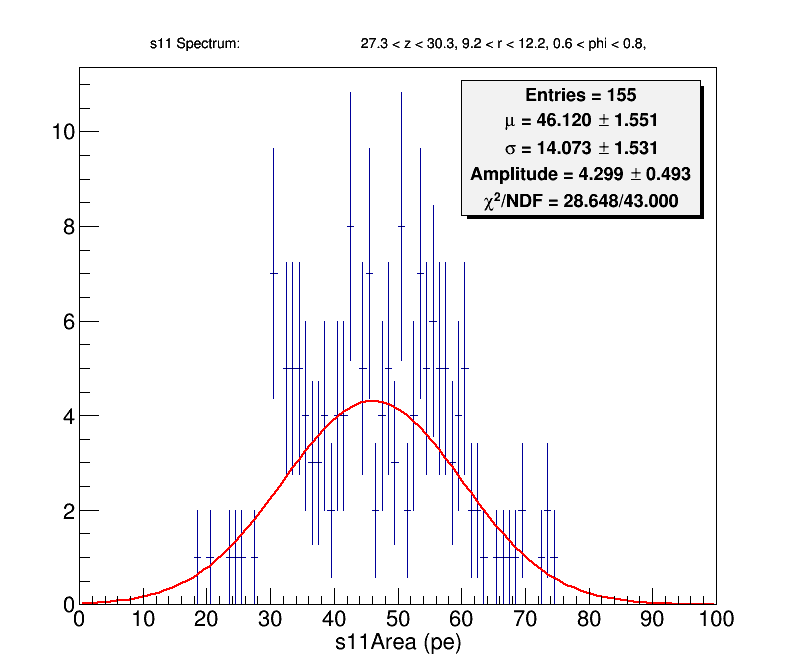 s11 Spectrum: 27.3 < z < 30.3, 9.2 < r < 12.2, 0.6 < phi < 0.8,
Entries = 155
μ = 46.120 ± 1.551
σ = 14.073 ± 1.531
Amplitude = 4.299 ± 0.493
χ²/NDF = 28.648/43.000
10
8
6
4
2
0
0 10 20 30 40 50 60 70 80 90 100
s11Area (pe)